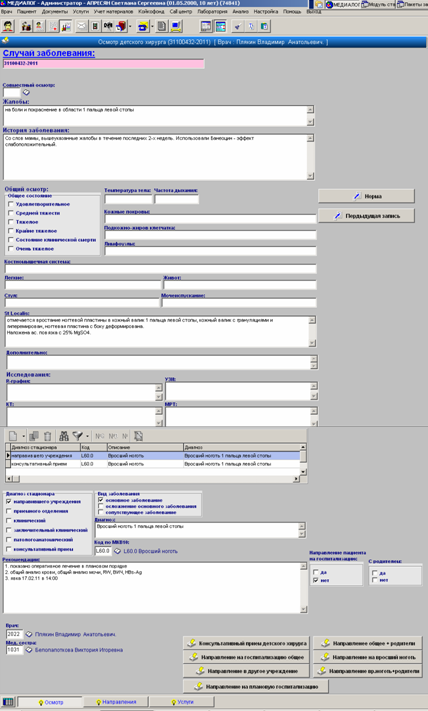 МЕДИАЛОГ - Администратор - АПРЕСЯН Светлана Сергеевна (01.05.2000, 10 лет) (74841)
МЕДИАЛОГ
Модуль ст
Пакеты за
Врач Пациент Документы Услуги Учет материалов Койкофонд Call центр Лаборатория Анализ Настройка Помощь Выход
Осмотр детского хирурга (31100432-2011) [ Врач: Плякин Владимир Анатольевич. ]
Случай заболевания:
31100432-2011
Совместный осмотр:
Жалобы:
на боли и покраснение в области 1 пальца левой стопы
История заболевания:
Со слов мамы, вышеуказанные жалобы в течение последних 2-х недель. Использовали Банеоцин - эффект
слабоположительный.
Общий осмотр:
Общее состояние
Удовлетворительное
Средней тяжести
Тяжелое
Крайне тяжелое
Состояние клинической смерти
Очень тяжелое
Температура тела:
Частота дыхания:
Кожные покровы:
Подкожно-жировая клетчатка:
Лимфоузлы:
Норма
Предыдущая запись
Костномышечная система:
Легкие:
Живот:
Стул:
Мочеиспускание:
St Localis:
отмечается врастание ногтевой пластины в кожный валик 1 пальца левой стопы, кожный валик с грануляциями и
гиперемирован, ногтевая пластина с боку деформирована.
Наложена ас. повязка с 25% MgSO4.
Дополнительно:
Исследования:
R-графия:
УЗИ:
КТ:
МРТ:
Диагноз стационара
Код
Описание
Диагноз
направившего учреждения
L60.0
Вросший ноготь
Вросший ноготь 1 пальца левой стопы
консультативный прием
L60.0
Вросший ноготь
Вросший ноготь 1 пальца левой стопы
Диагноз стационара
направившего учреждения
приемного отделения
клинический
заключительный клинический
патологоанатомический
консультативный прием
Вид заболевания
основное заболевание
осложнение основного заболевания
сопутствующее заболевание
Диагноз:
Вросший ноготь 1 пальца левой стопы
Код по МКБ10:
L60.0
L60.0 Вросший ноготь
Рекомендации:
1. показано оперативное лечение в плановом порядке
2. общий анализ крови, общий анализ мочи, RW, ВИЧ, HBs-Ag
3. явка 17.02.11 в 14:00
Направление пациента
на госпитализацию:
да
нет
С родителем:
да
нет
Врач:
2022
Пляскин Владимир Анатольевич.
Мед. сестра:
1031
Белолапоткова Виктория Игоревна
Консультативный прием детского хирурга
Направление общее + родители
Направление на госпитализацию общее
Направление на вросший ноготь
Направление в другое учреждение
Направление вр.ноготь+родители
Направление на плановую госпитализацию
Осмотр
Направления
Услуги